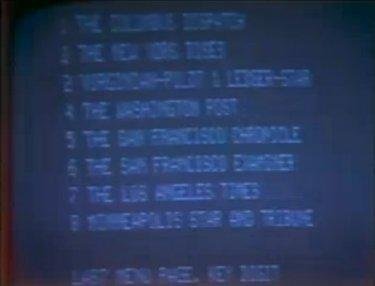 1 THE COLUMBUS DISPATCH
2 THE NEW YORK TIMES
3 VIRGINIAN-PILOT & LEDGER-STAR
4 THE WASHINGTON POST
5 THE SAN FRANCISCO CHRONICLE
6 THE SAN FRANCISCO EXAMINER
7 THE LOS ANGELES TIMES
8 MINNEAPOLIS STAR AND TRIBUNE
LAST MENU PAGE. KEY DIGIT